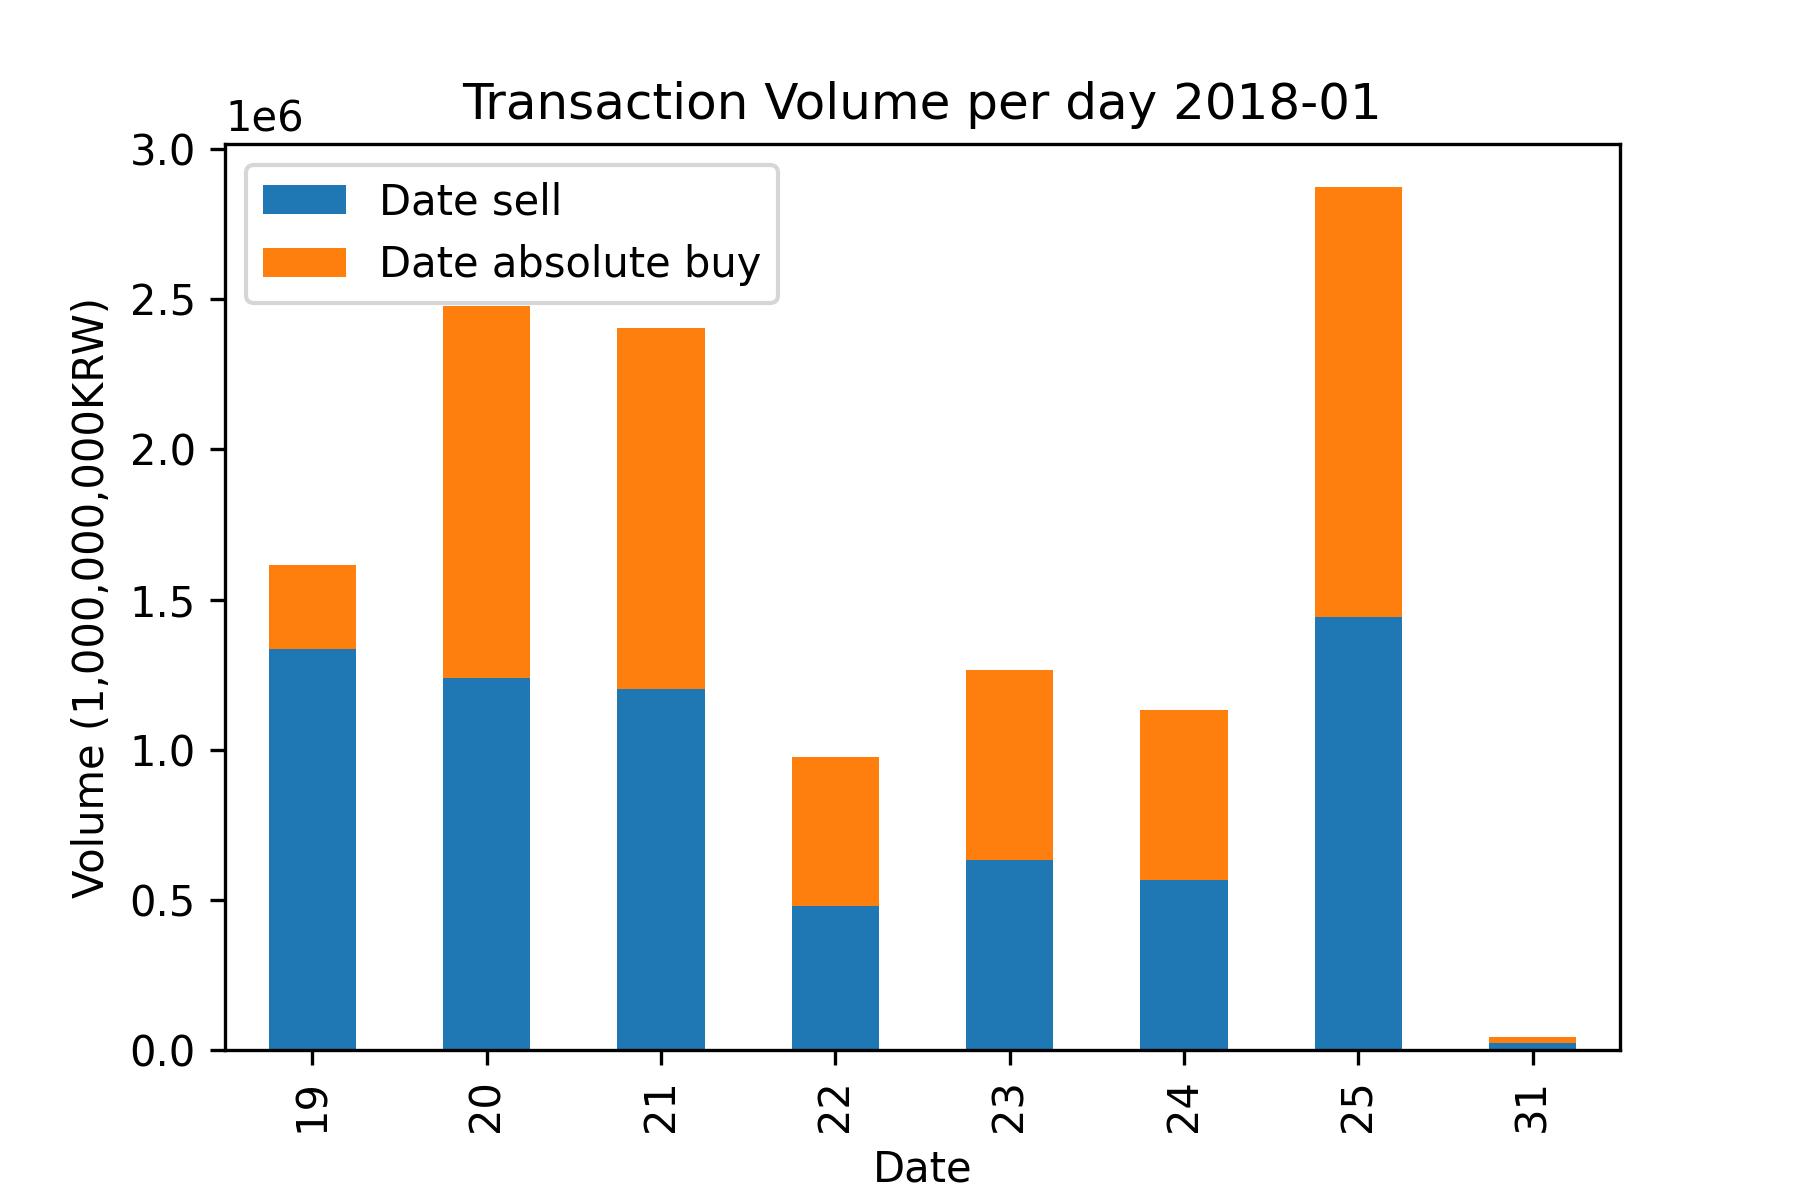 Transaction Volume per day 2018-01
1e6
3.0
2.5
2.0
1.5
1.0
0.5
0.0
Volume (1,000,000,000KRW)
Date sell
Date absolute buy
19 20 21 22 23 24 25 31
Date